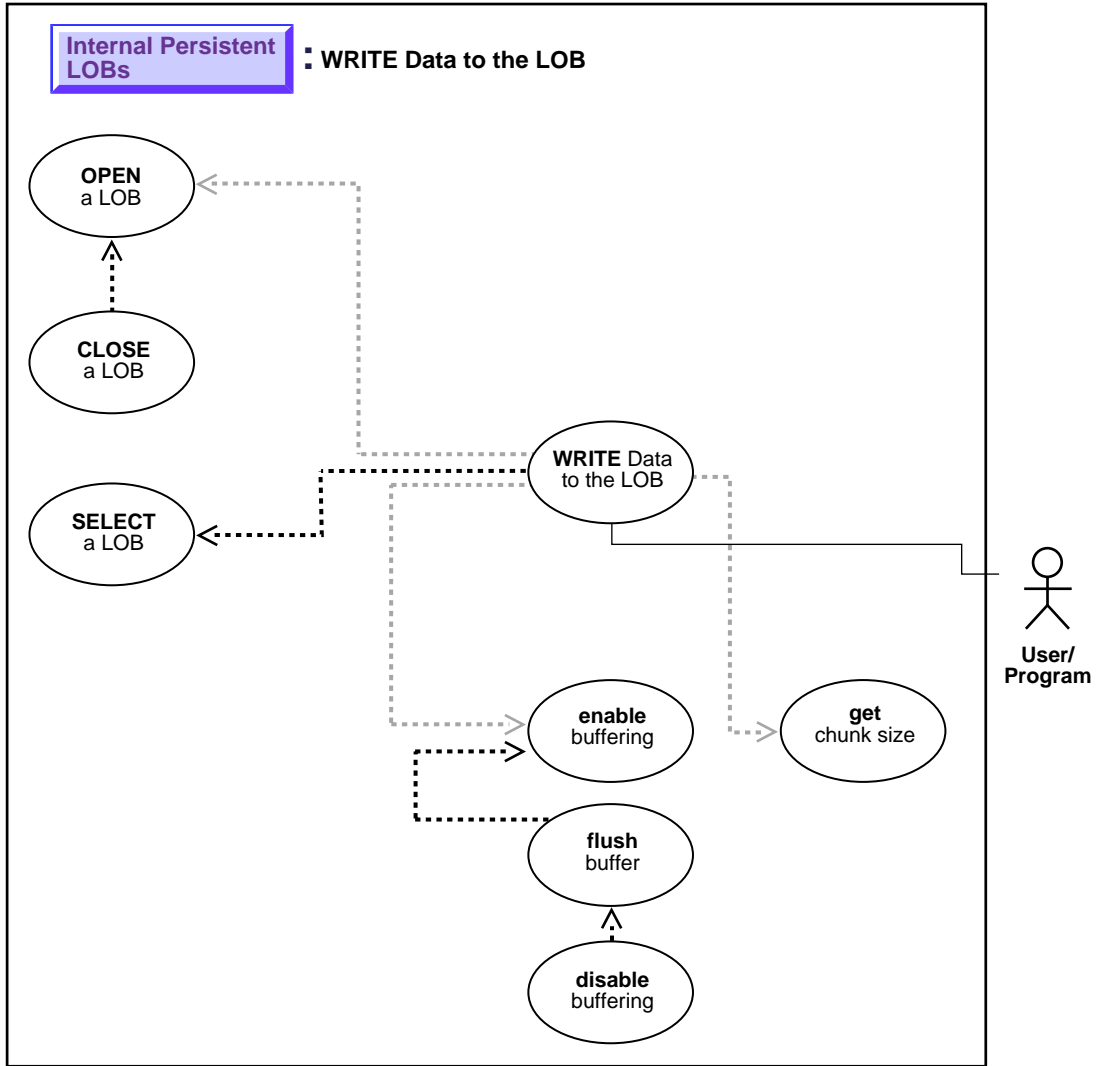 Internal Persistent
LOBs
: WRITE Data to the LOB
OPEN
a LOB
CLOSE
a LOB
WRITE Data
to the LOB
SELECT
a LOB
User/
Program
enable
buffering
get
chunk size
flush
buffer
disable
buffering